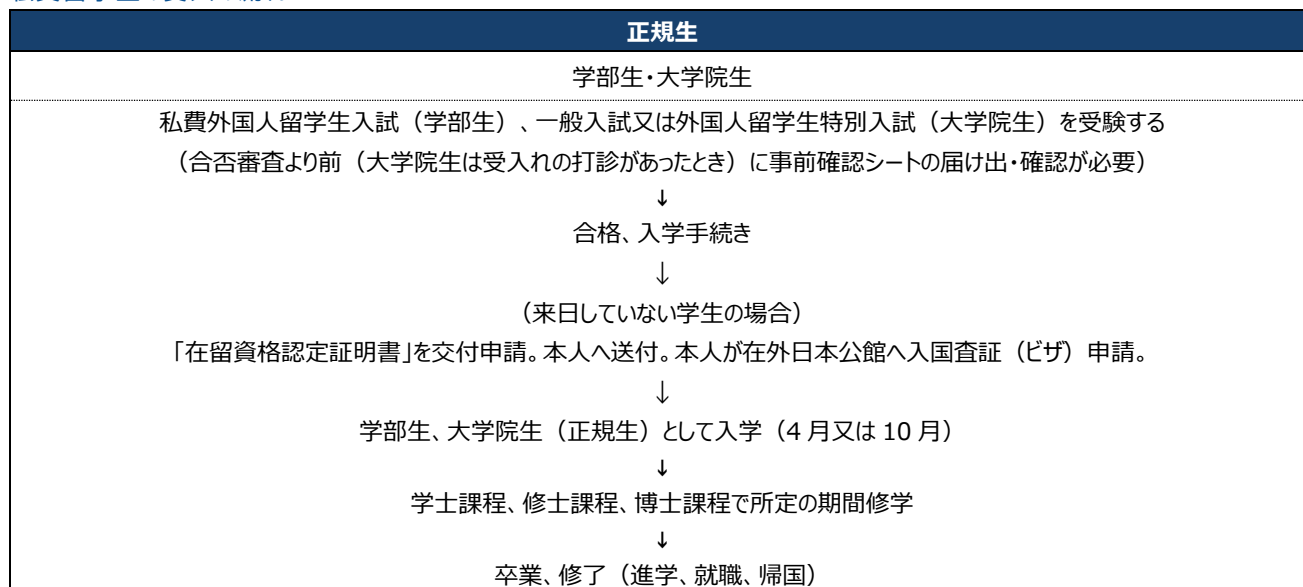 正規生
学部生・大学院生
私費外国人留学生入試（学部生）、一般入試又は外国人留学生特別入試（大学院生）を受験する
（合否審査より前（大学院生は受入れの打診があったとき）に事前確認シートの届け出・確認が必要）
↓
合格、入学手続き
↓
（来日していない学生の場合）
「在留資格認定証明書」を交付申請。本人へ送付。本人が在外日本公館へ入国査証（ビザ）申請。
↓
学部生、大学院生（正規生）として入学（4 月又は 10 月）
↓
学士課程、修士課程、博士課程で所定の期間修学
↓
卒業、修了（進学、就職、帰国）